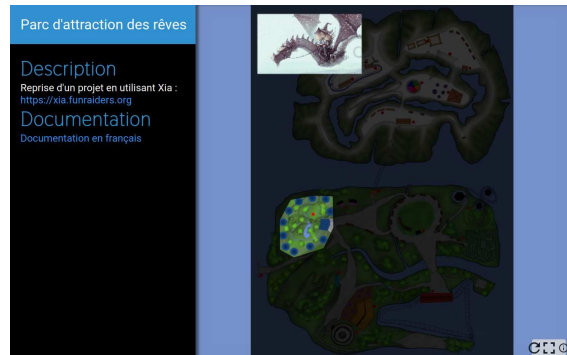 Parc d'attraction des rêves
Description
Reprise d'un projet en utilisant Xia :
https://xia.funraiders.org
Documentation
Documentation en français